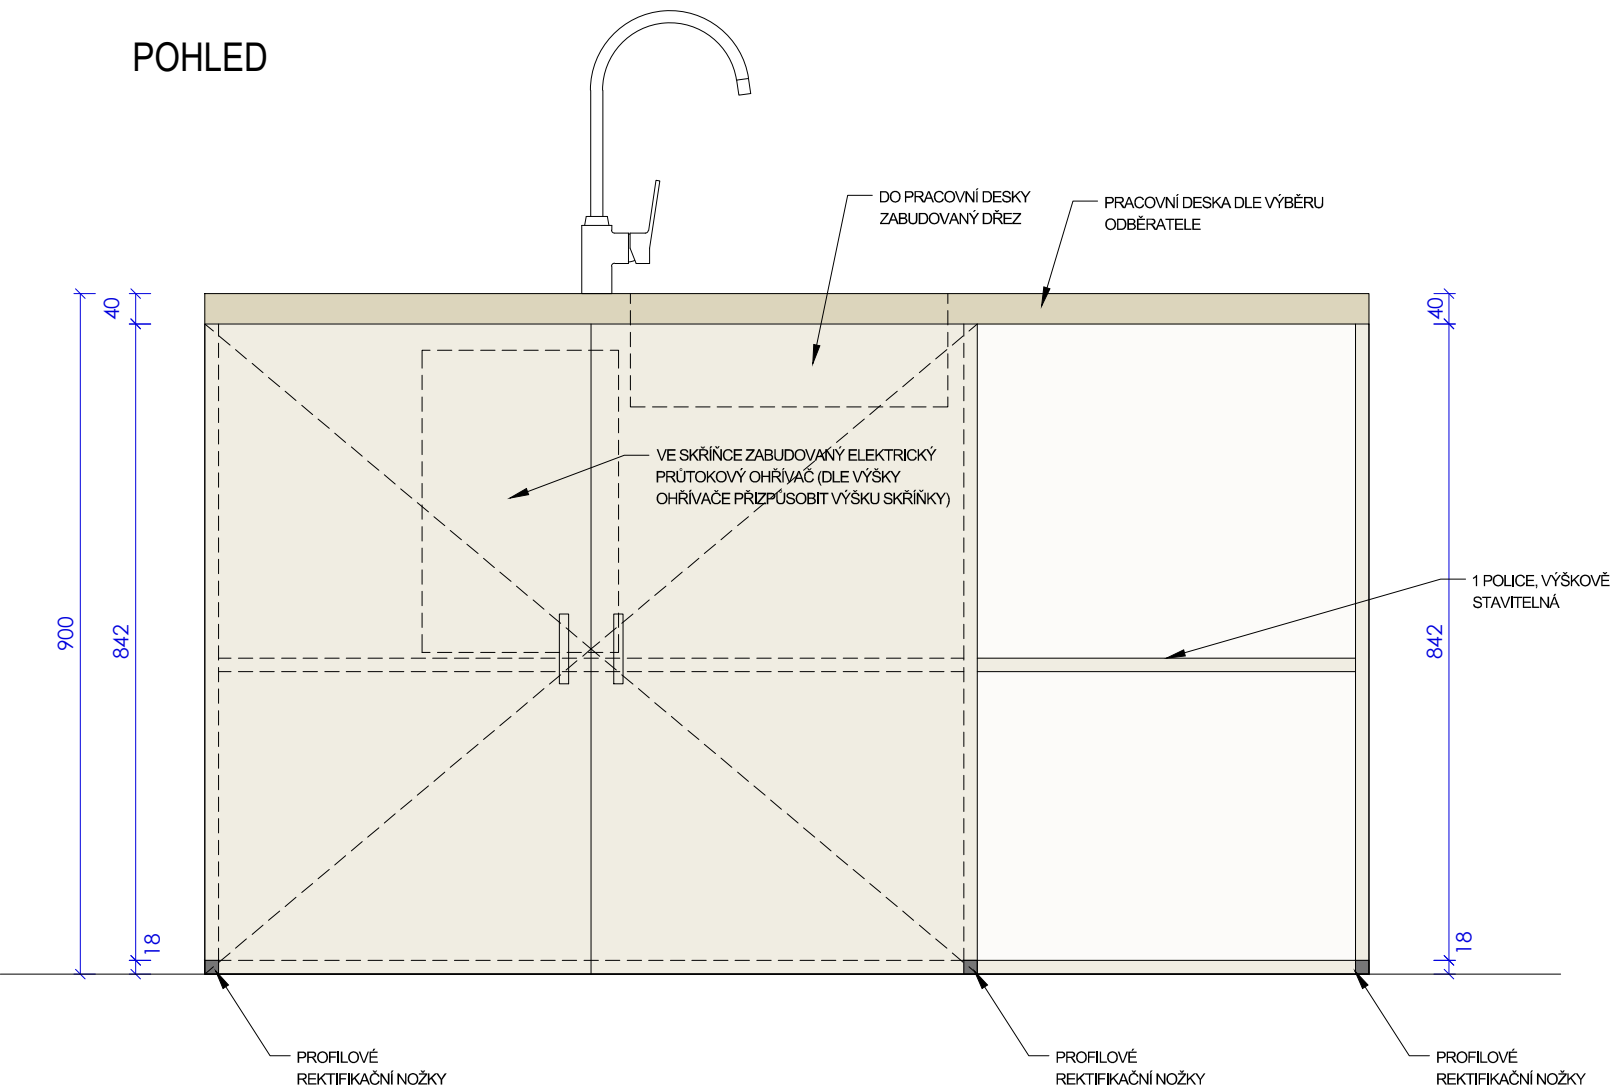 POHLED
DO PRACOVNÍ DESKY
ZABUDOVANÝ DŘEZ
PRACOVNÍ DESKA DLE VÝBĚRU
ODBĚRATELE
40
40
VE SKŘÍŇCE ZABUDOVANÝ ELEKTRICKÝ
PRŮTOKOVÝ OHŘÍVAČ (DLE VÝŠKY
OHŘÍVAČE PŘIZPŮSOBIT VÝŠKU SKŘÍŇKY)
1 POLICE, VÝŠKOVĚ
STAVITELNÁ
900
842
842
18
18
PROFILOVÉ
REKTIFIKAČNÍ NOŽKY
PROFILOVÉ
REKTIFIKAČNÍ NOŽKY
PROFILOVÉ
REKTIFIKAČNÍ NOŽKY